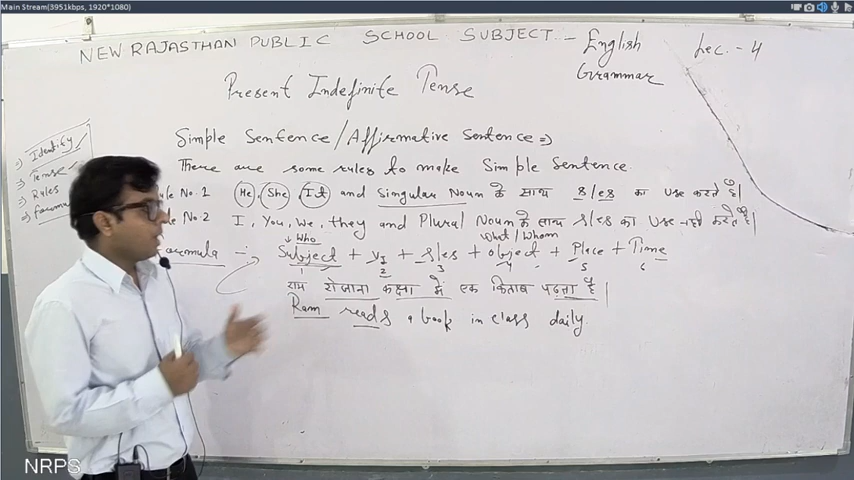 Main Stream(3951kbps, 1920*1080)
NEW RAJASTHAN PUBLIC SCHOOL SUBJECT - English Grammar
Lec. - 4
Present Indefinite Tense
Simple Sentence/Affirmative Sentence ⇒
There are some rules to make Simple Sentence.
Identify
Tense
Rules
No. 1 He, She, It and Singular Noun के साथ s/es का use करते है|
No. 2 I, You, We, they and Plural Noun के साथ s/es का use नहीं करते है|
↓ Who What/Whom
Formula :- Subject + V1 + s/es + object + Place + Time
1 2 3 4 5 6
राम रोजाना कक्षा में एक किताब पढ़ता है|
Ram reads a book in class daily.
NRPS